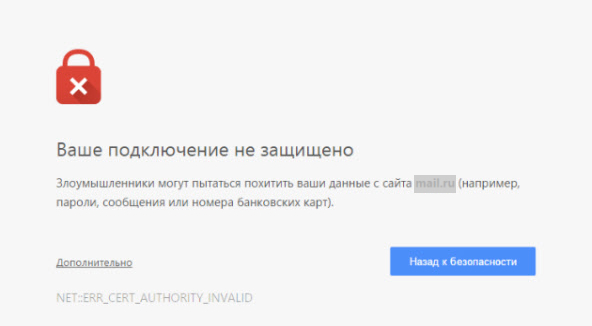 Ваше подключение не защищено
Злоумышленники могут пытаться похитить ваши данные с сайта mail.ru (например,
пароли, сообщения или номера банковских карт).
Дополнительно
Назад к безопасности
NET::ERR_CERT_AUTHORITY_INVALID